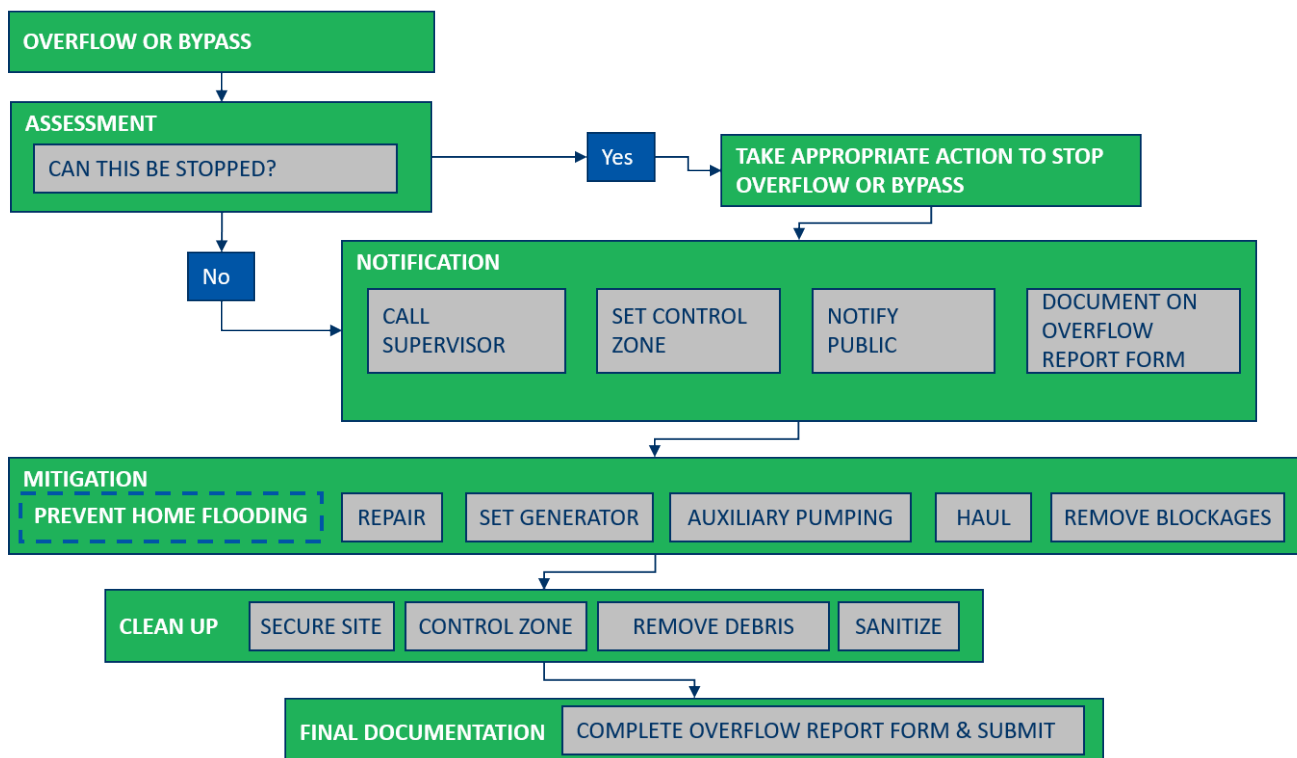 OVERFLOW OR BYPASS
ASSESSMENT
CAN THIS BE STOPPED?
Yes
TAKE APPROPRIATE ACTION TO STOP
OVERFLOW OR BYPASS
No
NOTIFICATION
CALL
SUPERVISOR
SET CONTROL
ZONE
NOTIFY
PUBLIC
DOCUMENT ON
OVERFLOW
REPORT FORM
MITIGATION
PREVENT HOME FLOODING
REPAIR
SET GENERATOR
AUXILIARY PUMPING
HAUL
REMOVE BLOCKAGES
CLEAN UP
SECURE SITE
CONTROL ZONE
REMOVE DEBRIS
SANITIZE
FINAL DOCUMENTATION
COMPLETE OVERFLOW REPORT FORM & SUBMIT